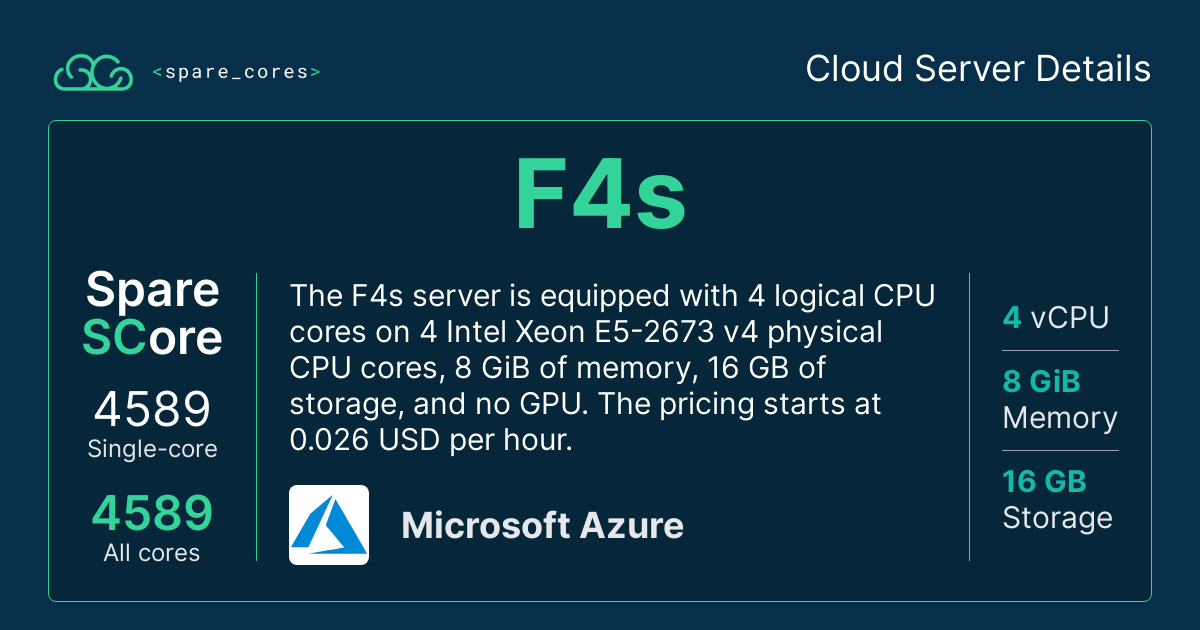 <spare_cores>
Cloud Server Details
F4s
Spare
SCore
4589
Single-core
4589
All cores
The F4s server is equipped with 4 logical CPU
cores on 4 Intel Xeon E5-2673 v4 physical
CPU cores, 8 GiB of memory, 16 GB of
storage, and no GPU. The pricing starts at
0.026 USD per hour.
Microsoft Azure
4 vCPU
8 GiB
Memory
16 GB
Storage